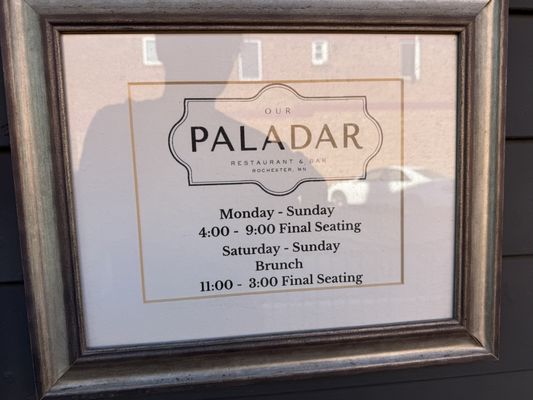 OUR
PALADAR
RESTAURANT & BAR
ROCHESTER, MN
Monday - Sunday
4:00 - 9:00 Final Seating
Saturday - Sunday
Brunch
11:00 - 3:00 Final Seating